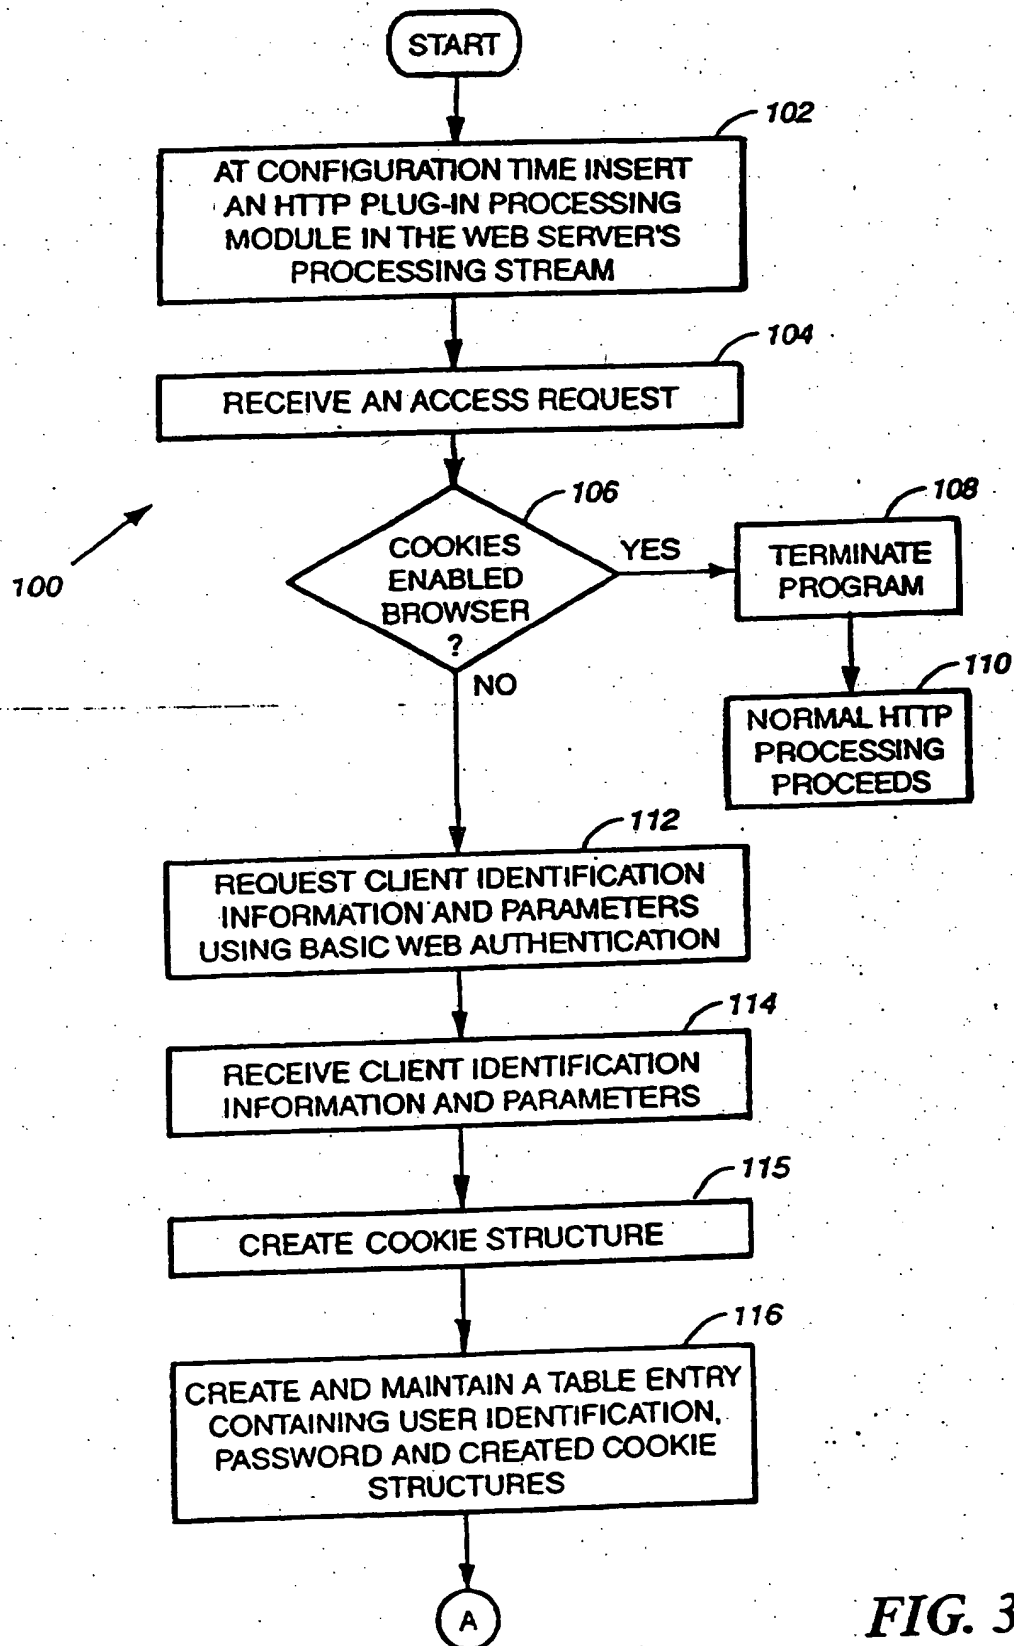 START
102
AT CONFIGURATION TIME INSERT
AN HTTP PLUG-IN PROCESSING
MODULE IN THE WEB SERVER'S
PROCESSING STREAM
104
RECEIVE AN ACCESS REQUEST
106
COOKIES
ENABLED
BROWSER
?
YES
108
TERMINATE
PROGRAM
100
NO
110
NORMAL HTTP
PROCESSING
PROCEEDS
112
REQUEST CLIENT IDENTIFICATION
INFORMATION AND PARAMETERS
USING BASIC WEB AUTHENTICATION
114
RECEIVE CLIENT IDENTIFICATION
INFORMATION AND PARAMETERS
115
CREATE COOKIE STRUCTURE
116
CREATE AND MAINTAIN A TABLE ENTRY
CONTAINING USER IDENTIFICATION,
PASSWORD AND CREATED COOKIE
STRUCTURES
A
FIG. 3